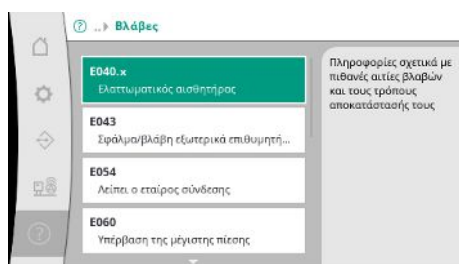 ..▸ Βλάβες
E040.x
Ελαττωματικός αισθητήρας
E043
Σφάλμα/βλάβη εξωτερικά επιθυμητή...
E054
Λείπει ο εταίρος σύνδεσης
E060
Υπέρβαση της μέγιστης πίεσης
Πληροφορίες σχετικά με
πιθανές αιτίες βλαβών
και τους τρόπους
αποκατάστασής τους